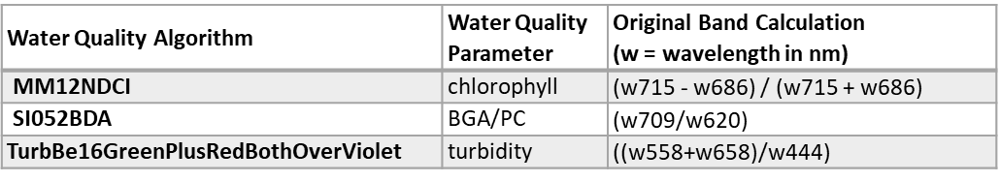 Water Quality Algorithm Water Quality Parameter Original Band Calculation (w = wavelength in nm)
MM12NDCI chlorophyll (w715 - w686) / (w715 + w686)
SI052BDA BGA/PC (w709/w620)
TurbBe16GreenPlusRedBothOverViolet turbidity ((w558+w658)/w444)